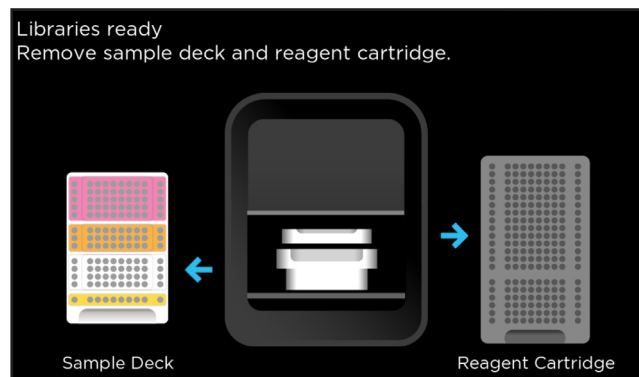 Libraries ready
Remove sample deck and reagent cartridge.
Sample Deck
Reagent Cartridge